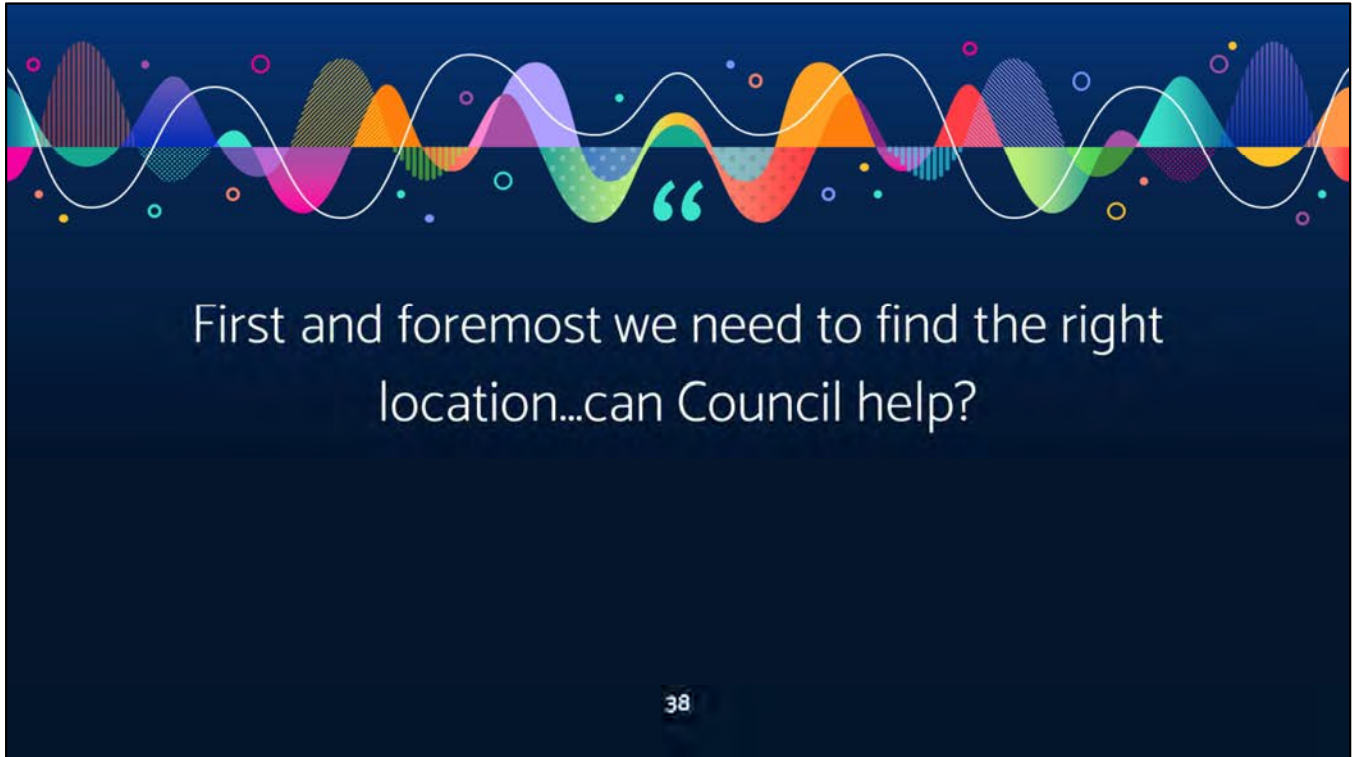 “
First and foremost we need to find the right
location...can Council help?
38